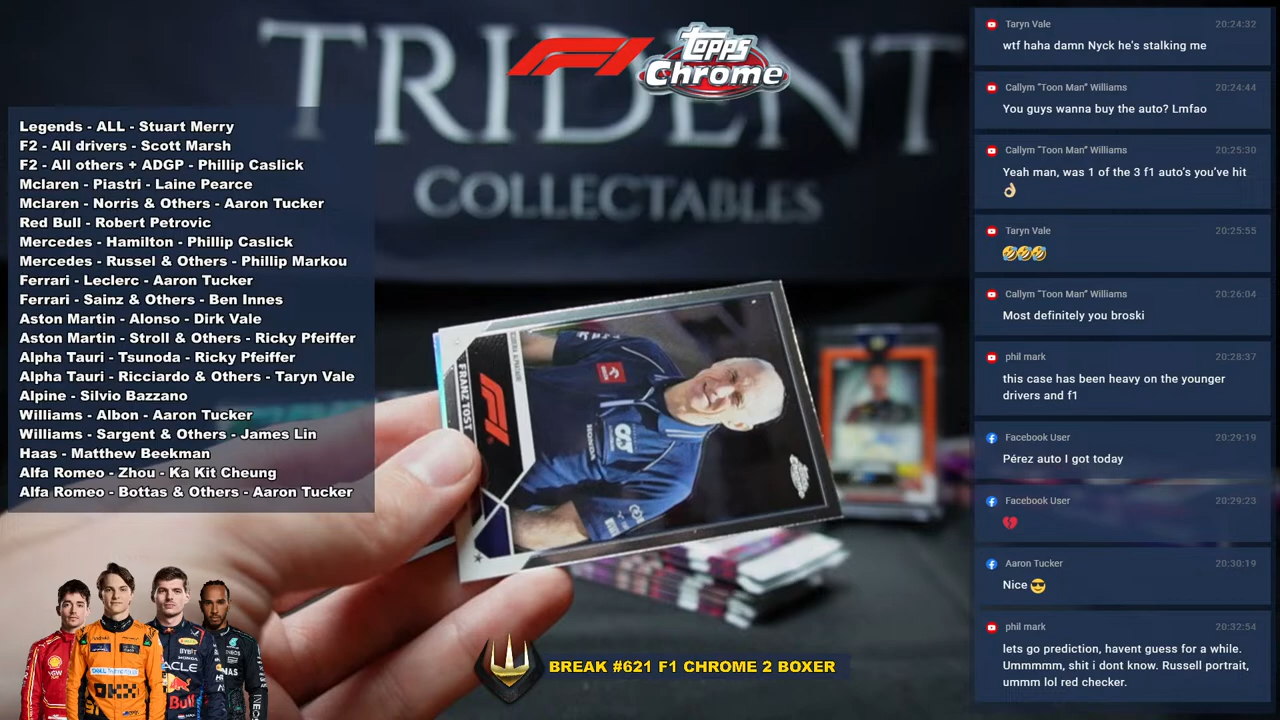 TRIDENT
COLLECTABLES
F1
TOPPS
Chrome
Legends - ALL - Stuart Merry
F2 - All drivers - Scott Marsh
F2 - All others + ADGP - Phillip Caslick
Mclaren - Piastri - Laine Pearce
Mclaren - Norris & Others - Aaron Tucker
Red Bull - Robert Petrovic
Mercedes - Hamilton - Phillip Caslick
Mercedes - Russel & Others - Phillip Markou
Ferrari - Leclerc - Aaron Tucker
Ferrari - Sainz & Others - Ben Innes
Aston Martin - Alonso - Dirk Vale
Aston Martin - Stroll & Others - Ricky Pfeiffer
Alpha Tauri - Tsunoda - Ricky Pfeiffer
Alpha Tauri - Ricciardo & Others - Taryn Vale
Alpine - Silvio Bazzano
Williams - Albon - Aaron Tucker
Williams - Sargent & Others - James Lin
Haas - Matthew Beekman
Alfa Romeo - Zhou - Ka Kit Cheung
Alfa Romeo - Bottas & Others - Aaron Tucker
FRANZ TOST
F1
HONDA
BREAK #621 F1 CHROME 2 BOXER
Taryn Vale 20:24:32
wtf haha damn Nyck he's stalking me
Callym "Toon Man" Williams 20:24:44
You guys wanna buy the auto? Lmfao
Callym "Toon Man" Williams 20:25:30
Yeah man, was 1 of the 3 f1 auto's you've hit
👌🏼
Taryn Vale 20:25:55
🤣🤣🤣
Callym "Toon Man" Williams 20:26:04
Most definitely you broski
phil mark 20:28:37
this case has been heavy on the younger
drivers and f1
Facebook User 20:29:19
Pérez auto I got today
Facebook User 20:29:23
💔
Aaron Tucker 20:30:19
Nice 😎
phil mark 20:32:54
lets go prediction, havent guess for a while.
Ummmmm, shit i dont know. Russell portrait,
ummm lol red checker.